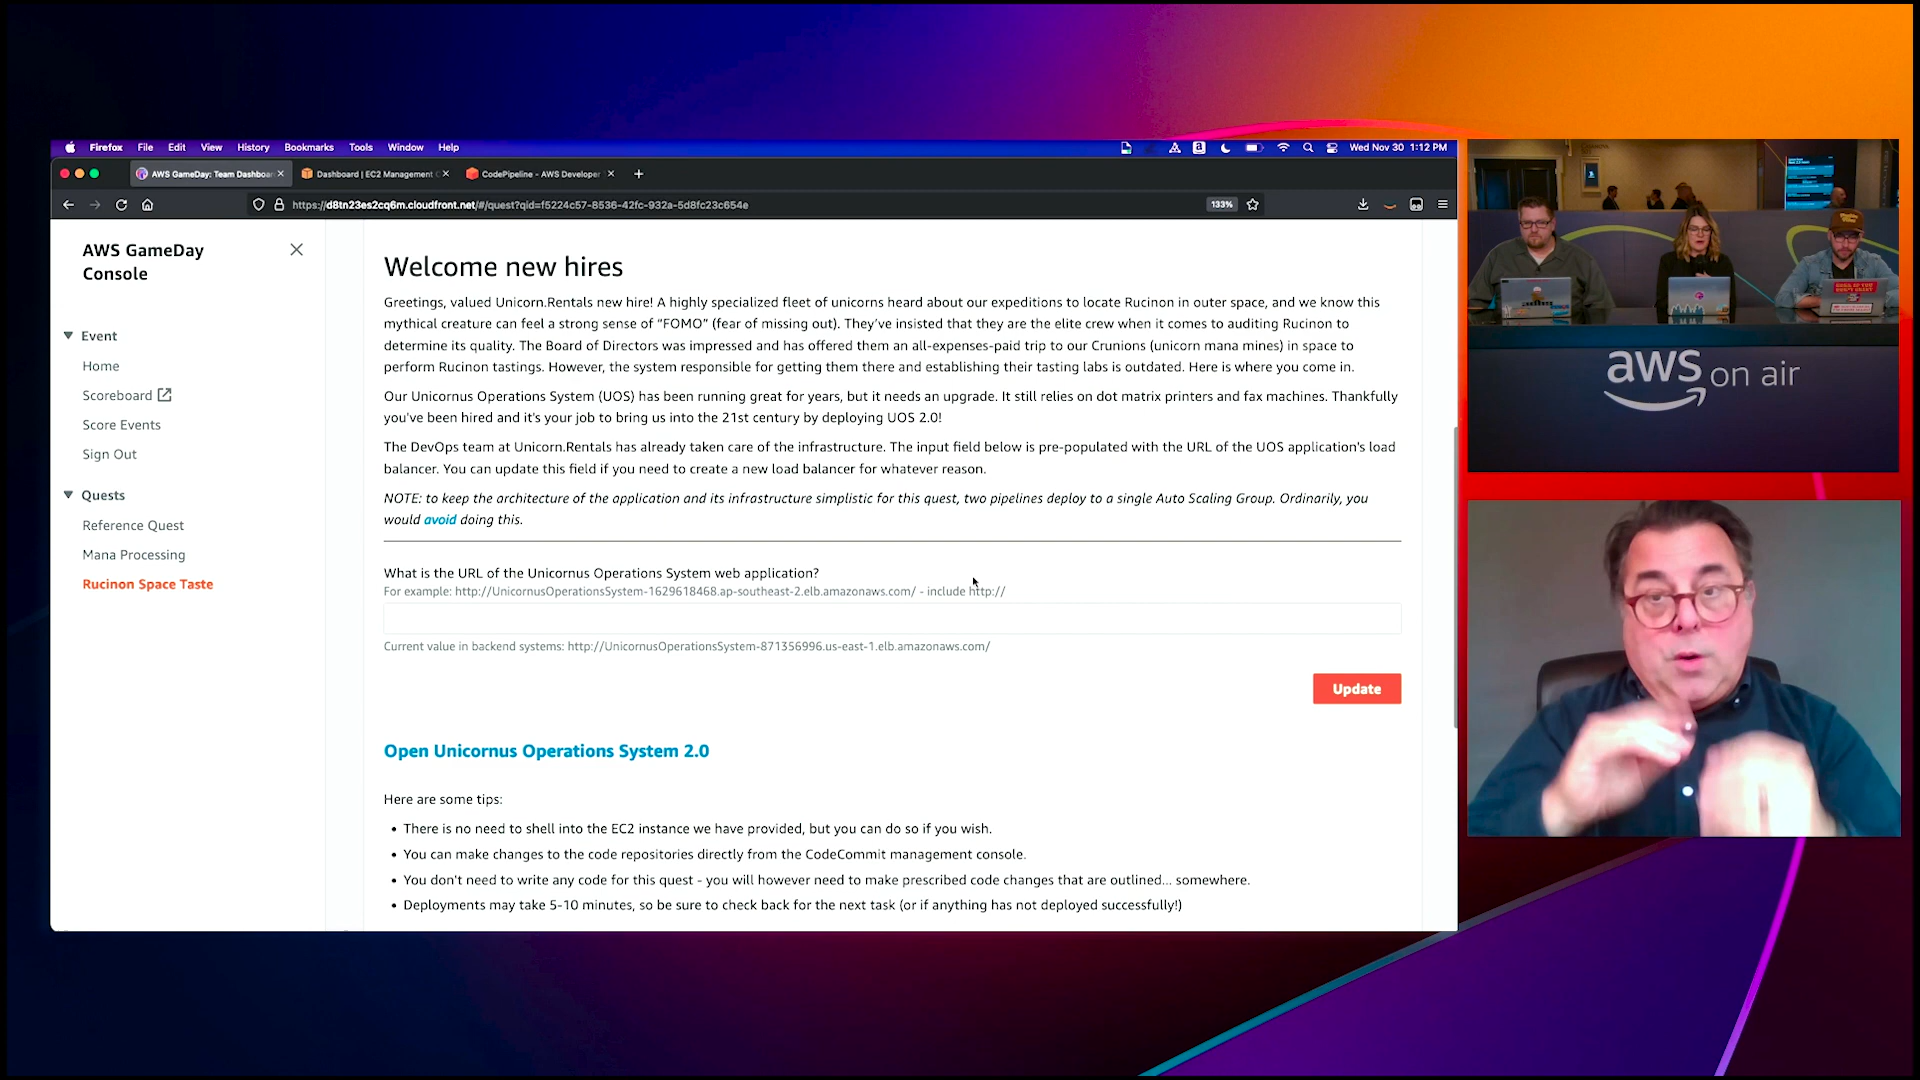 Firefox File Edit View History Bookmarks Tools Window Help
Wed Nov 30 1:12 PM
AWS GameDay: Team Dashboar
Dashboard | EC2 Management
CodePipeline - AWS Developer
https://d8tn23es2cq6m.cloudfront.net/#/quest?qid=f5224c57-8536-42fc-932a-5d8fc23c654e
133%
AWS GameDay
Console
Event
Home
Scoreboard
Score Events
Sign Out
Quests
Reference Quest
Mana Processing
Rucinon Space Taste
Welcome new hires
Greetings, valued Unicorn.Rentals new hire! A highly specialized fleet of unicorns heard about our expeditions to locate Rucinon in outer space, and we know this
mythical creature can feel a strong sense of “FOMO” (fear of missing out). They’ve insisted that they are the elite crew when it comes to auditing Rucinon to
determine its quality. The Board of Directors was impressed and has offered them an all-expenses-paid trip to our Crunions (unicorn mana mines) in space to
perform Rucinon tastings. However, the system responsible for getting them there and establishing their tasting labs is outdated. Here is where you come in.
Our Unicornus Operations System (UOS) has been running great for years, but it needs an upgrade. It still relies on dot matrix printers and fax machines. Thankfully
you've been hired and it's your job to bring us into the 21st century by deploying UOS 2.0!
The DevOps team at Unicorn.Rentals has already taken care of the infrastructure. The input field below is pre-populated with the URL of the UOS application's load
balancer. You can update this field if you need to create a new load balancer for whatever reason.
NOTE: to keep the architecture of the application and its infrastructure simplistic for this quest, two pipelines deploy to a single Auto Scaling Group. Ordinarily, you
would avoid doing this.
What is the URL of the Unicornus Operations System web application?
For example: http://UnicornusOperationsSystem-1629618468.ap-southeast-2.elb.amazonaws.com/ - include http://
Current value in backend systems: http://UnicornusOperationsSystem-871356996.us-east-1.elb.amazonaws.com/
Update
Open Unicornus Operations System 2.0
Here are some tips:
• There is no need to shell into the EC2 instance we have provided, but you can do so if you wish.
• You can make changes to the code repositories directly from the CodeCommit management console.
• You don't need to write any code for this quest - you will however need to make prescribed code changes that are outlined... somewhere.
• Deployments may take 5-10 minutes, so be sure to check back for the next task (or if anything has not deployed successfully!)
aws on air